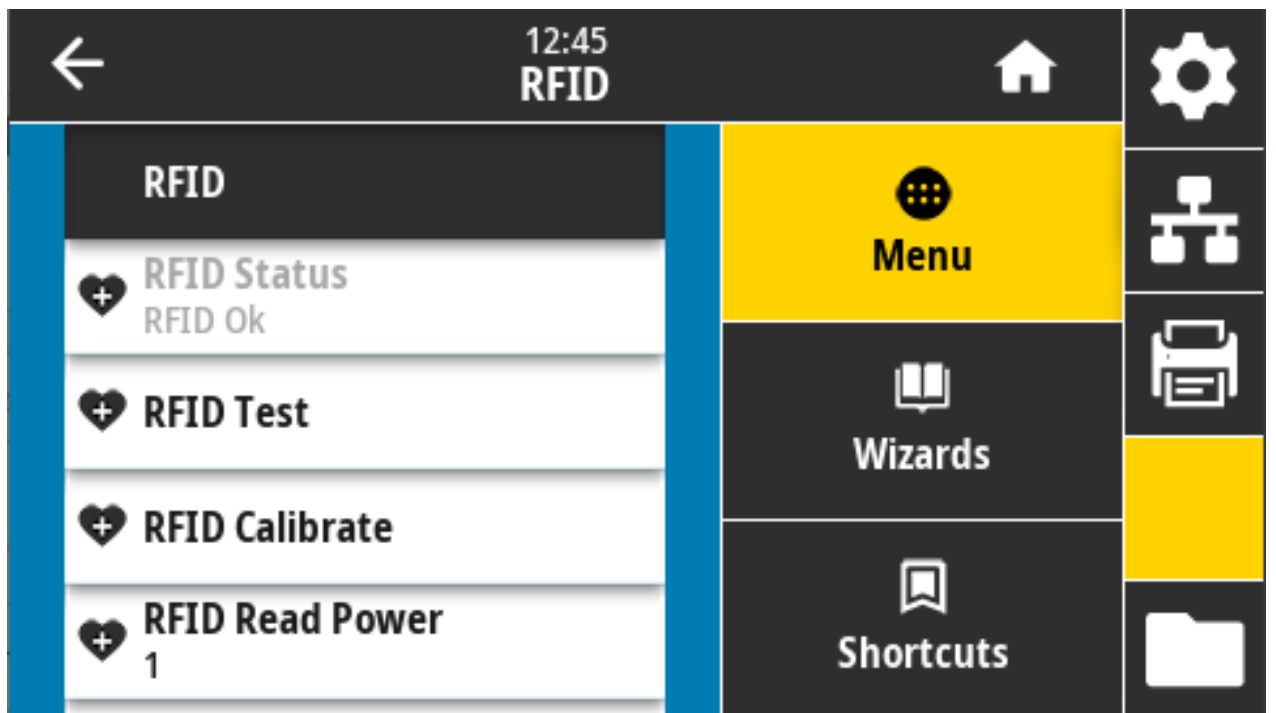 12:45
RFID
RFID
RFID Status
RFID Ok
RFID Test
RFID Calibrate
RFID Read Power
1
Menu
Wizards
Shortcuts